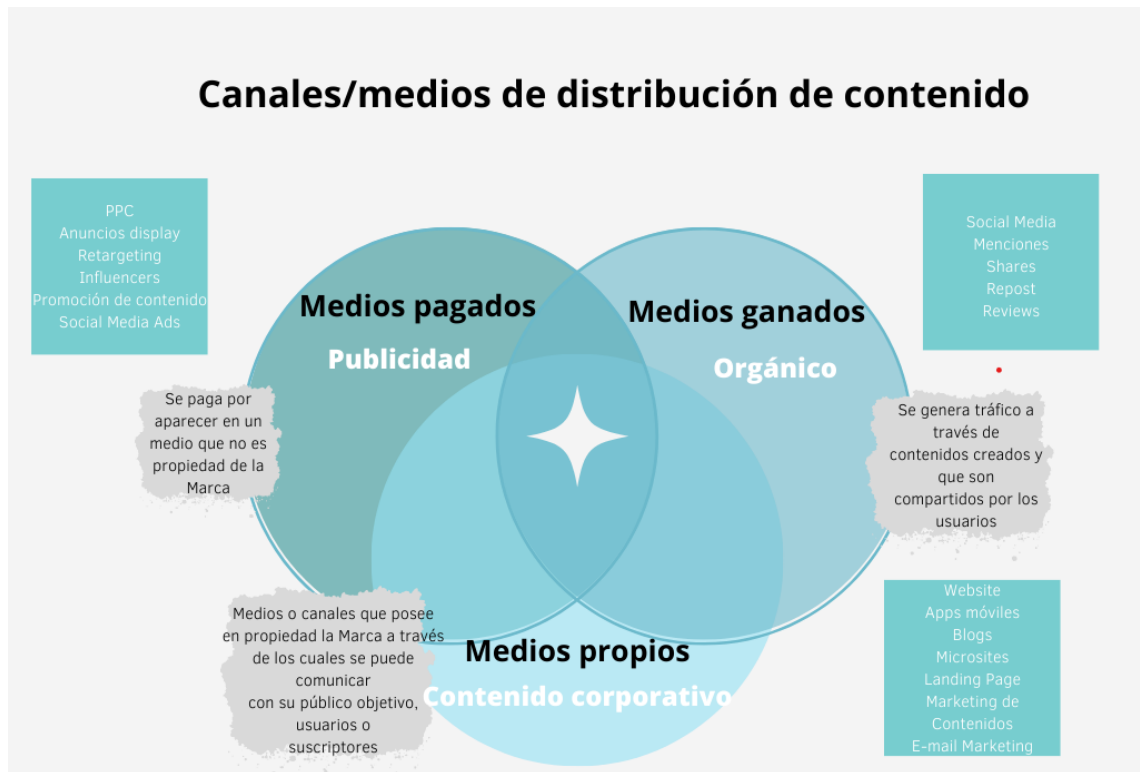 Canales/medios de distribución de contenido
PPC
Anuncios display
Retargeting
Influencers
Promoción de contenido
Social Media Ads
Social Media
Menciones
Shares
Repost
Reviews
Medios pagados
Publicidad
Medios ganados
Orgánico
Se paga por
aparecer en un
medio que no es
propiedad de la
Marca
Se genera tráfico a
través de
contenidos creados y
que son
compartidos por los
usuarios
Medios o canales que posee
en propiedad la Marca a través
de los cuales se puede
comunicar
con su público objetivo,
usuarios o
suscriptores
Medios propios
Contenido corporativo
Website
Apps móviles
Blogs
Microsites
Landing Page
Marketing de
Contenidos
E-mail Marketing